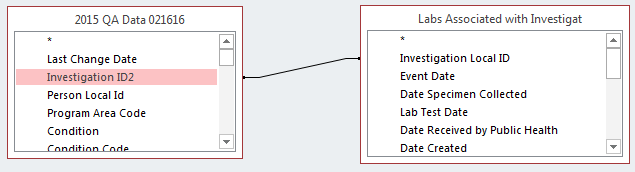 2015 QA Data 021616
*
Last Change Date
Investigation ID2
Person Local Id
Program Area Code
Condition
Condition Code
Labs Associated with Investigat
*
Investigation Local ID
Event Date
Date Specimen Collected
Lab Test Date
Date Received by Public Health
Date Created